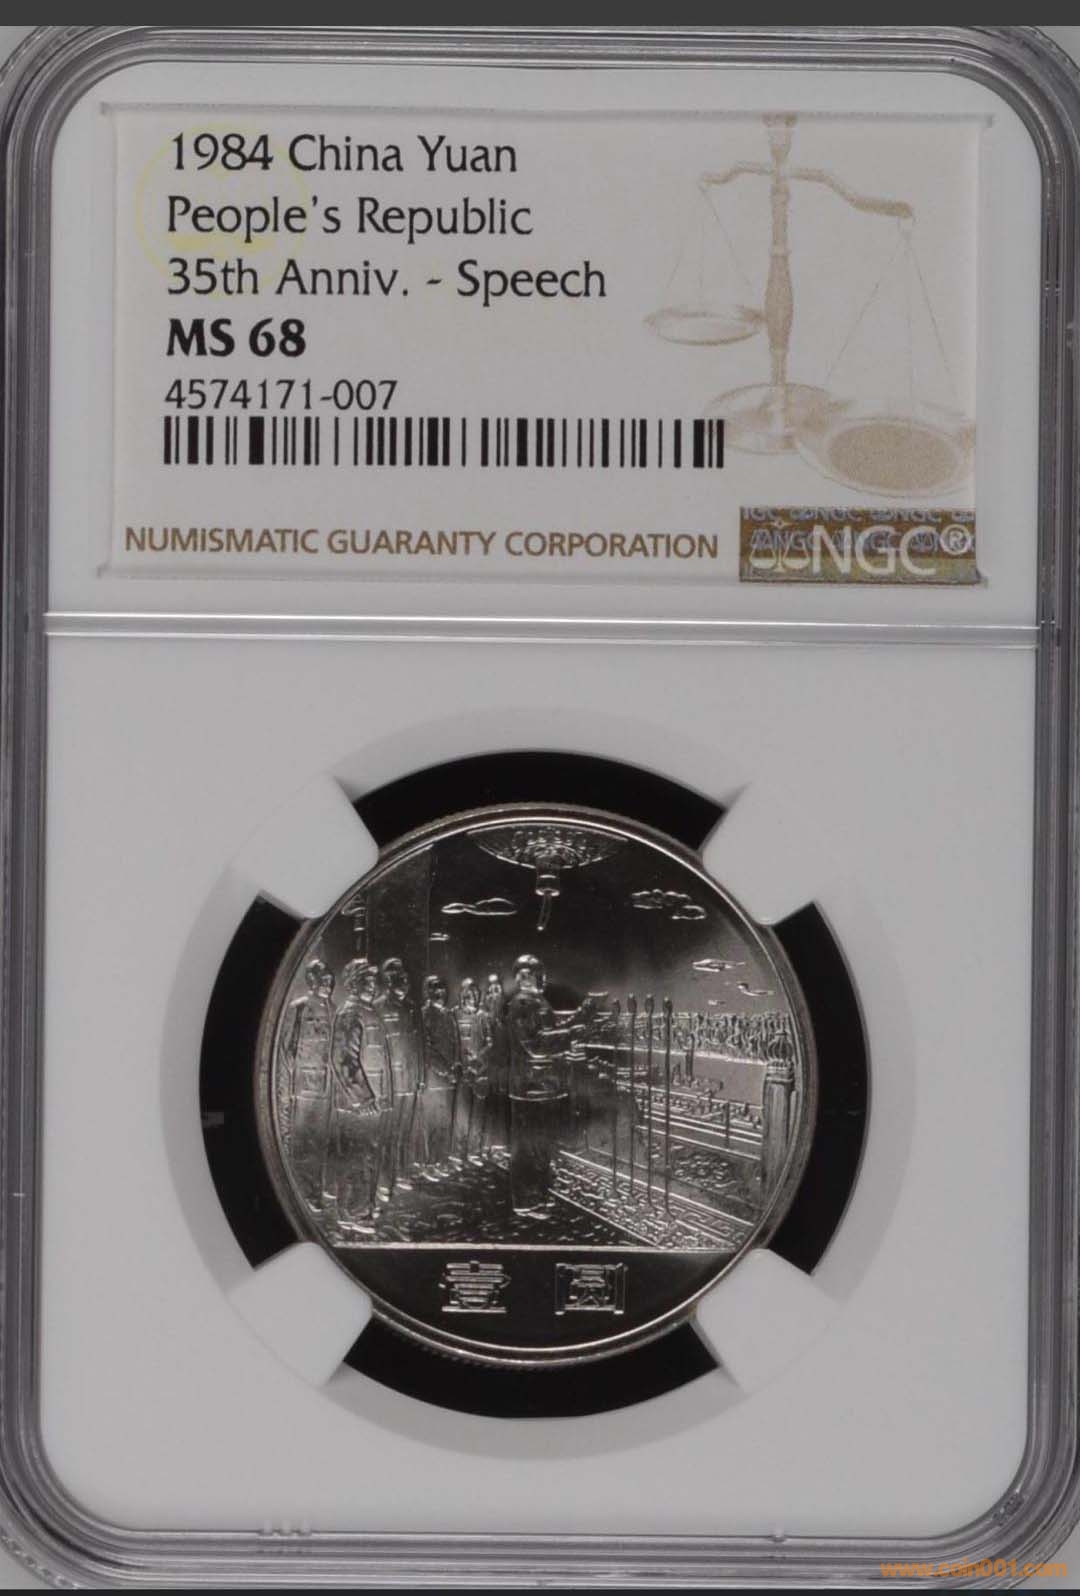 1984 China Yuan
People's Republic
35th Anniv. - Speech
MS 68
4574171-007
NUMISMATIC GUARANTY CORPORATION
NGC®
壹 圆
www.coin001.com